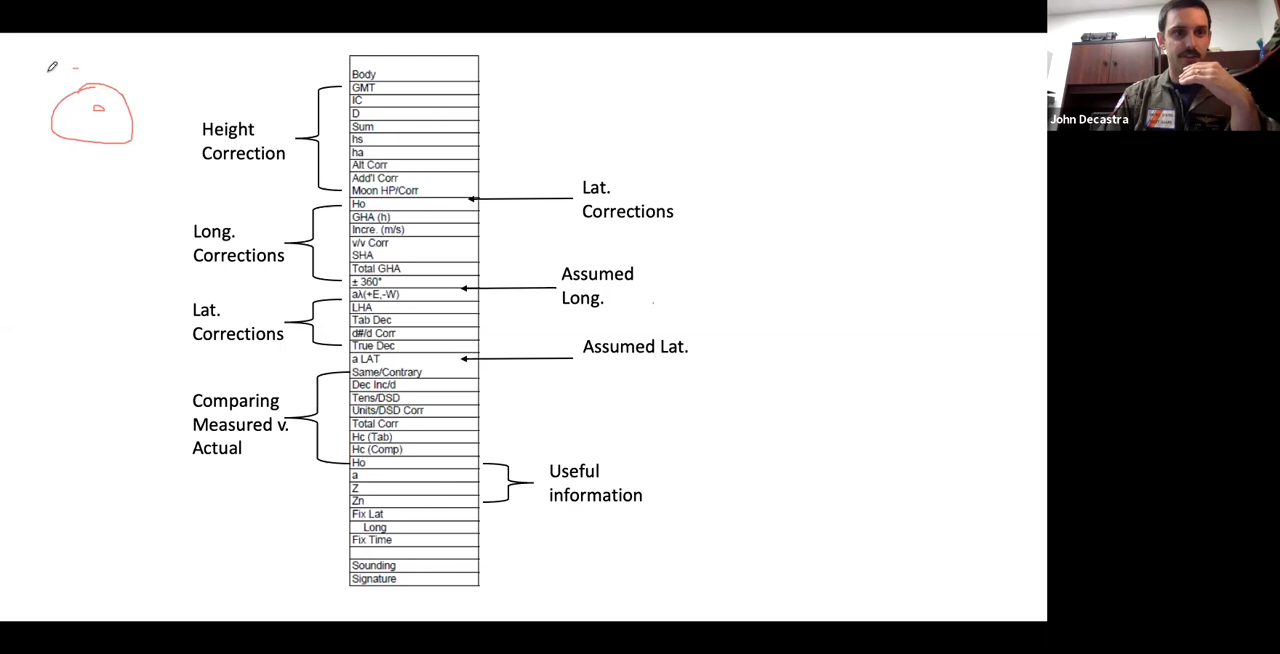 Body
GMT
IC
D
Sum
hs
ha
Alt Corr
Add'l Corr
Moon HP/Corr
Ho
GHA (h)
Incre. (m/s)
v/v Corr
SHA
Total GHA
± 360°
aλ(+E,-W)
LHA
Tab Dec
d#/d Corr
True Dec
a LAT
Same/Contrary
Dec Inc/d
Tens/DSD
Units/DSD Corr
Total Corr
Hc (Tab)
Hc (Comp)
Ho
a
Z
Zn
Fix Lat
Long
Fix Time
Sounding
Signature
Height
Correction
Long.
Corrections
Lat.
Corrections
Comparing
Measured v.
Actual
Lat.
Corrections
Assumed
Long.
Assumed Lat.
Useful
information
John Decastra